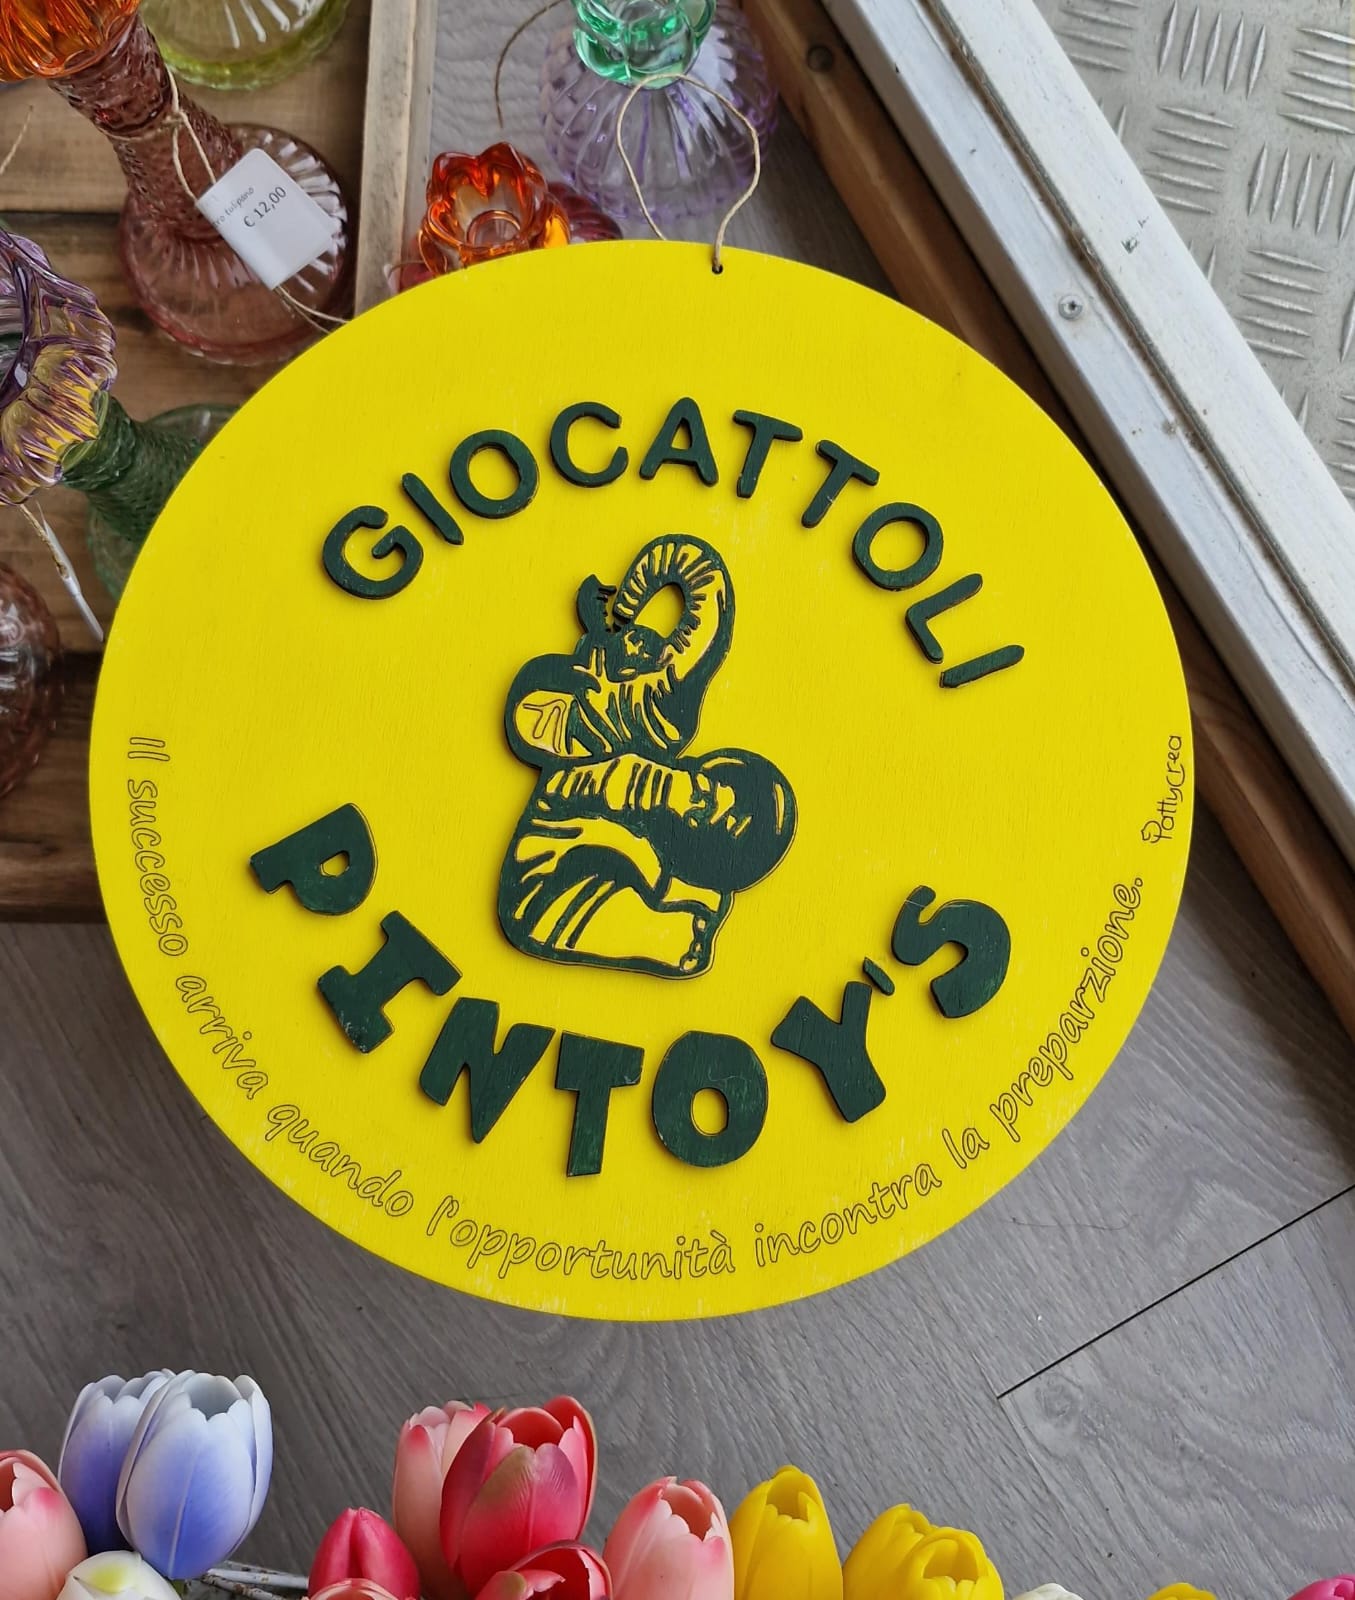 € 12,00
GIOCATTOLI
PINTOY'S
Il successo arriva quando l'opportunità incontra la preparzione.
PattyCrea